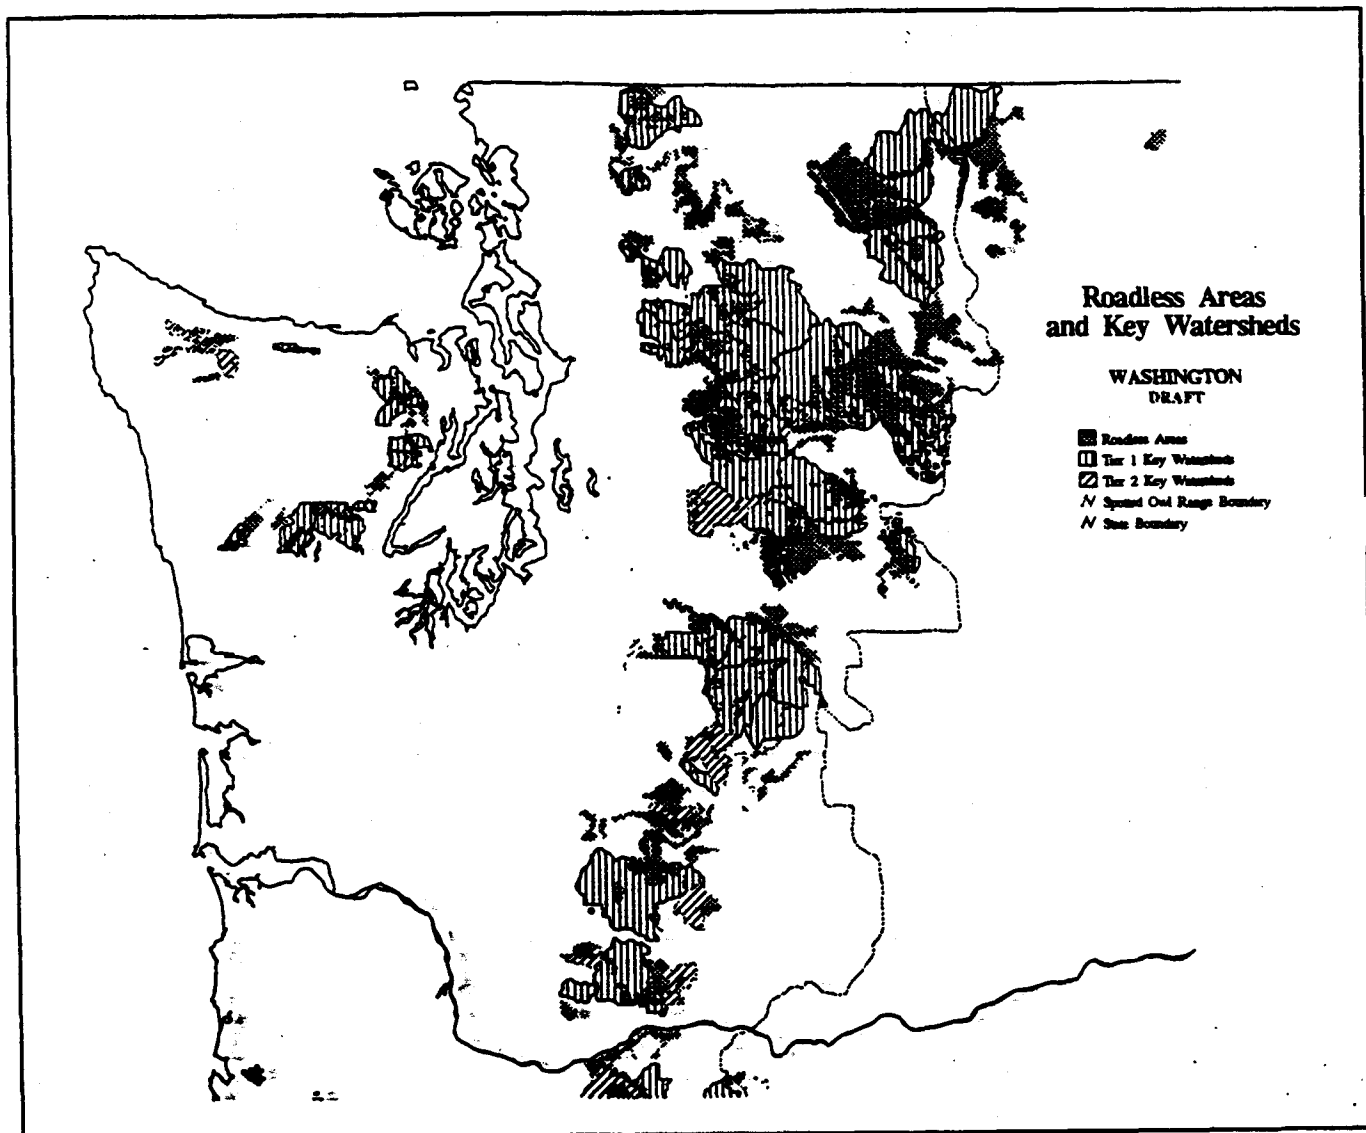 Roadless Areas
and Key Watersheds
WASHINGTON
DRAFT
Roadless Areas
Tier 1 Key Watersheds
Tier 2 Key Watersheds
Spotted Owl Range Boundary
State Boundary